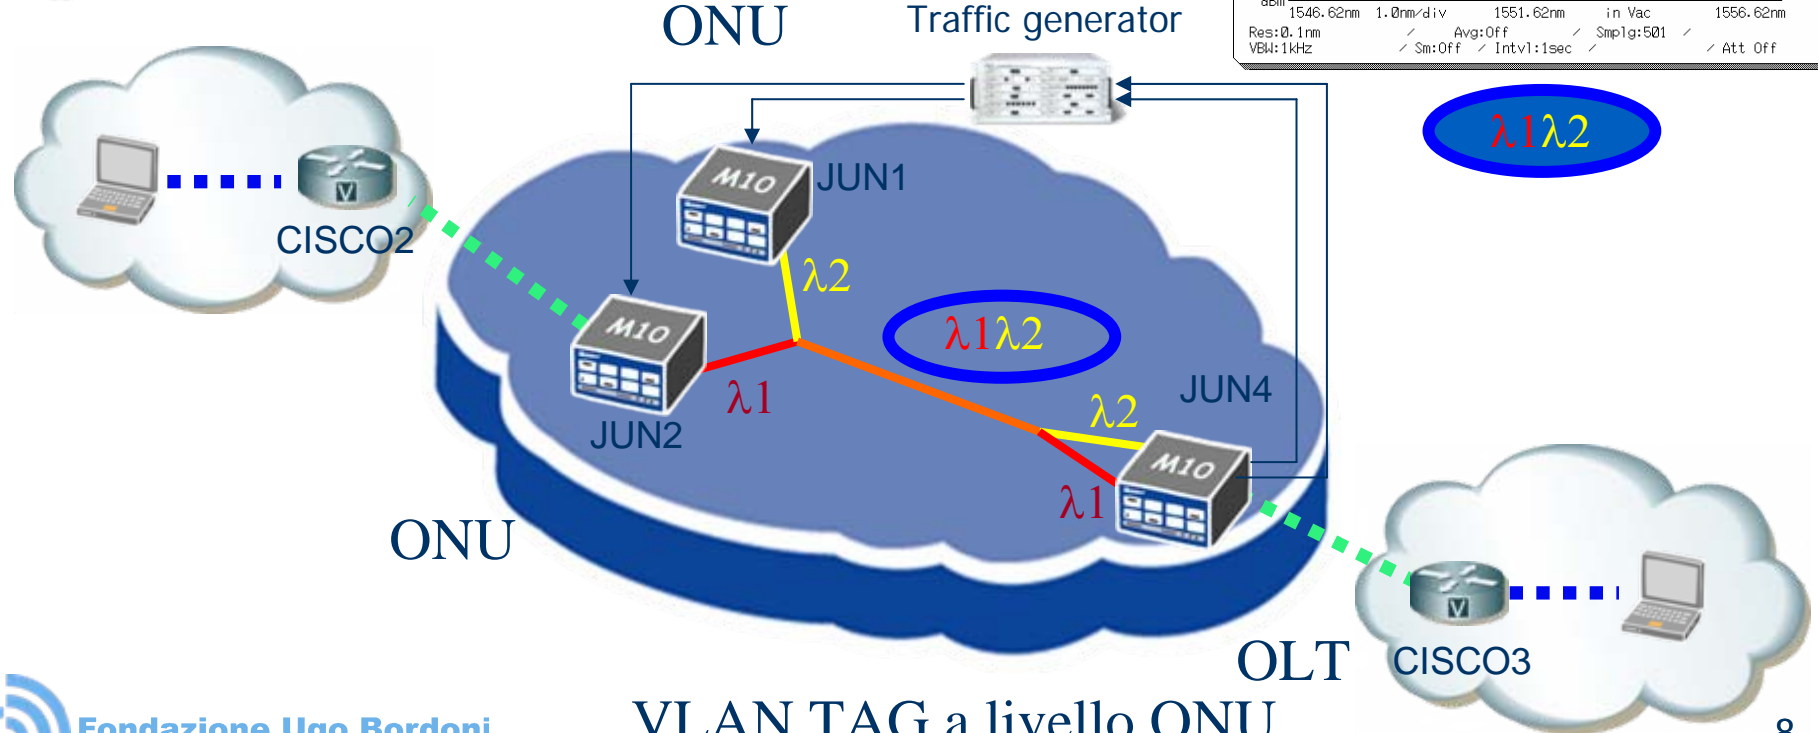 ONU
Traffic generator
dBm
1546.62nm 1.0nm/div 1551.62nm in Vac 1556.62nm
Res:0.1nm / Avg:Off / Smplg:501 /
VBW:1kHz / Sm:Off / Intvl:1sec / / Att Off
λ1λ2
M10
JUN1
V
CISCO2
λ2
M10
λ1λ2
JUN4
λ1
λ2
JUN2
M10
λ1
ONU
V
OLT
CISCO3
VLAN TAG a livello ONU
Fondazione Ugo Bordoni
8